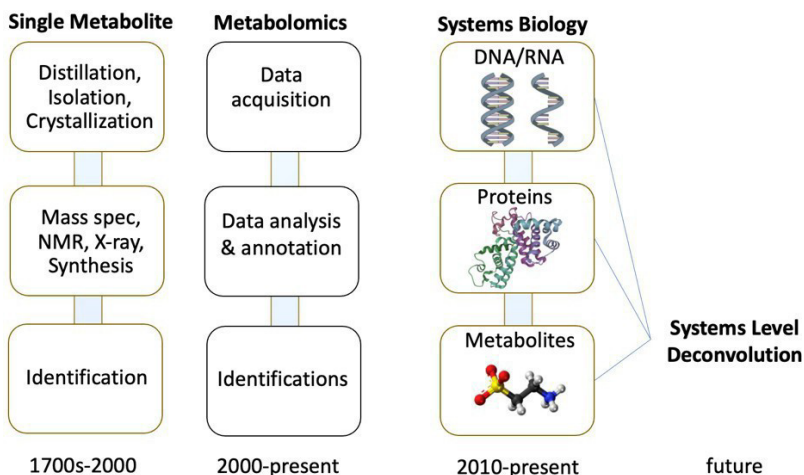 Single Metabolite
Distillation,
Isolation,
Crystallization
Mass spec,
NMR, X-ray,
Synthesis
Identification
1700s-2000
Metabolomics
Data
acquisition
Data analysis
& annotation
Identifications
2000-present
Systems Biology
DNA/RNA
Proteins
Metabolites
2010-present
Systems Level
Deconvolution
future